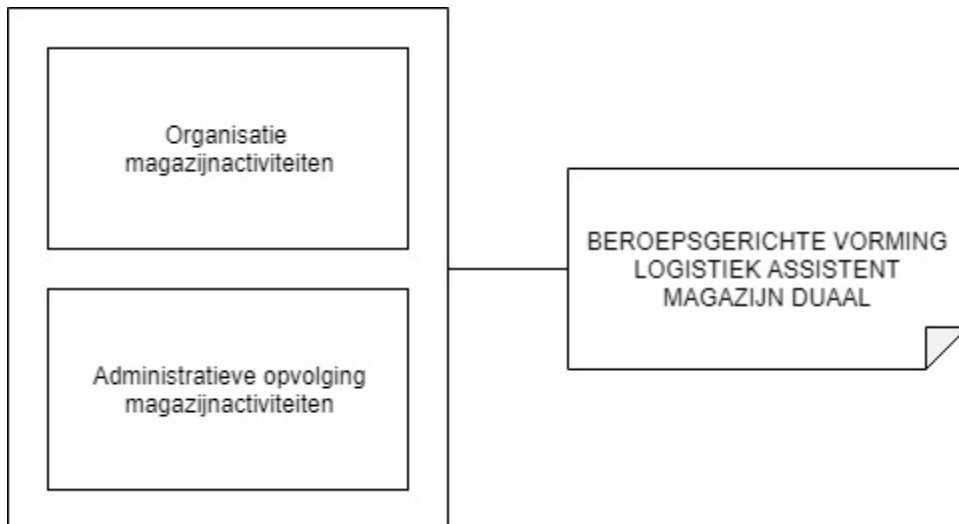 Organisatie
magazijnactiviteiten
Administratieve opvolging
magazijnactiviteiten
BEROEPSGERICHTE VORMING
LOGISTIEK ASSISTENT
MAGAZIJN DUAAL